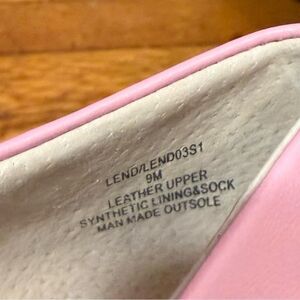 LEND/LEND03S1
9M
LEATHER UPPER
SYNTHETIC LINING&SOCK
MAN MADE OUTSOLE